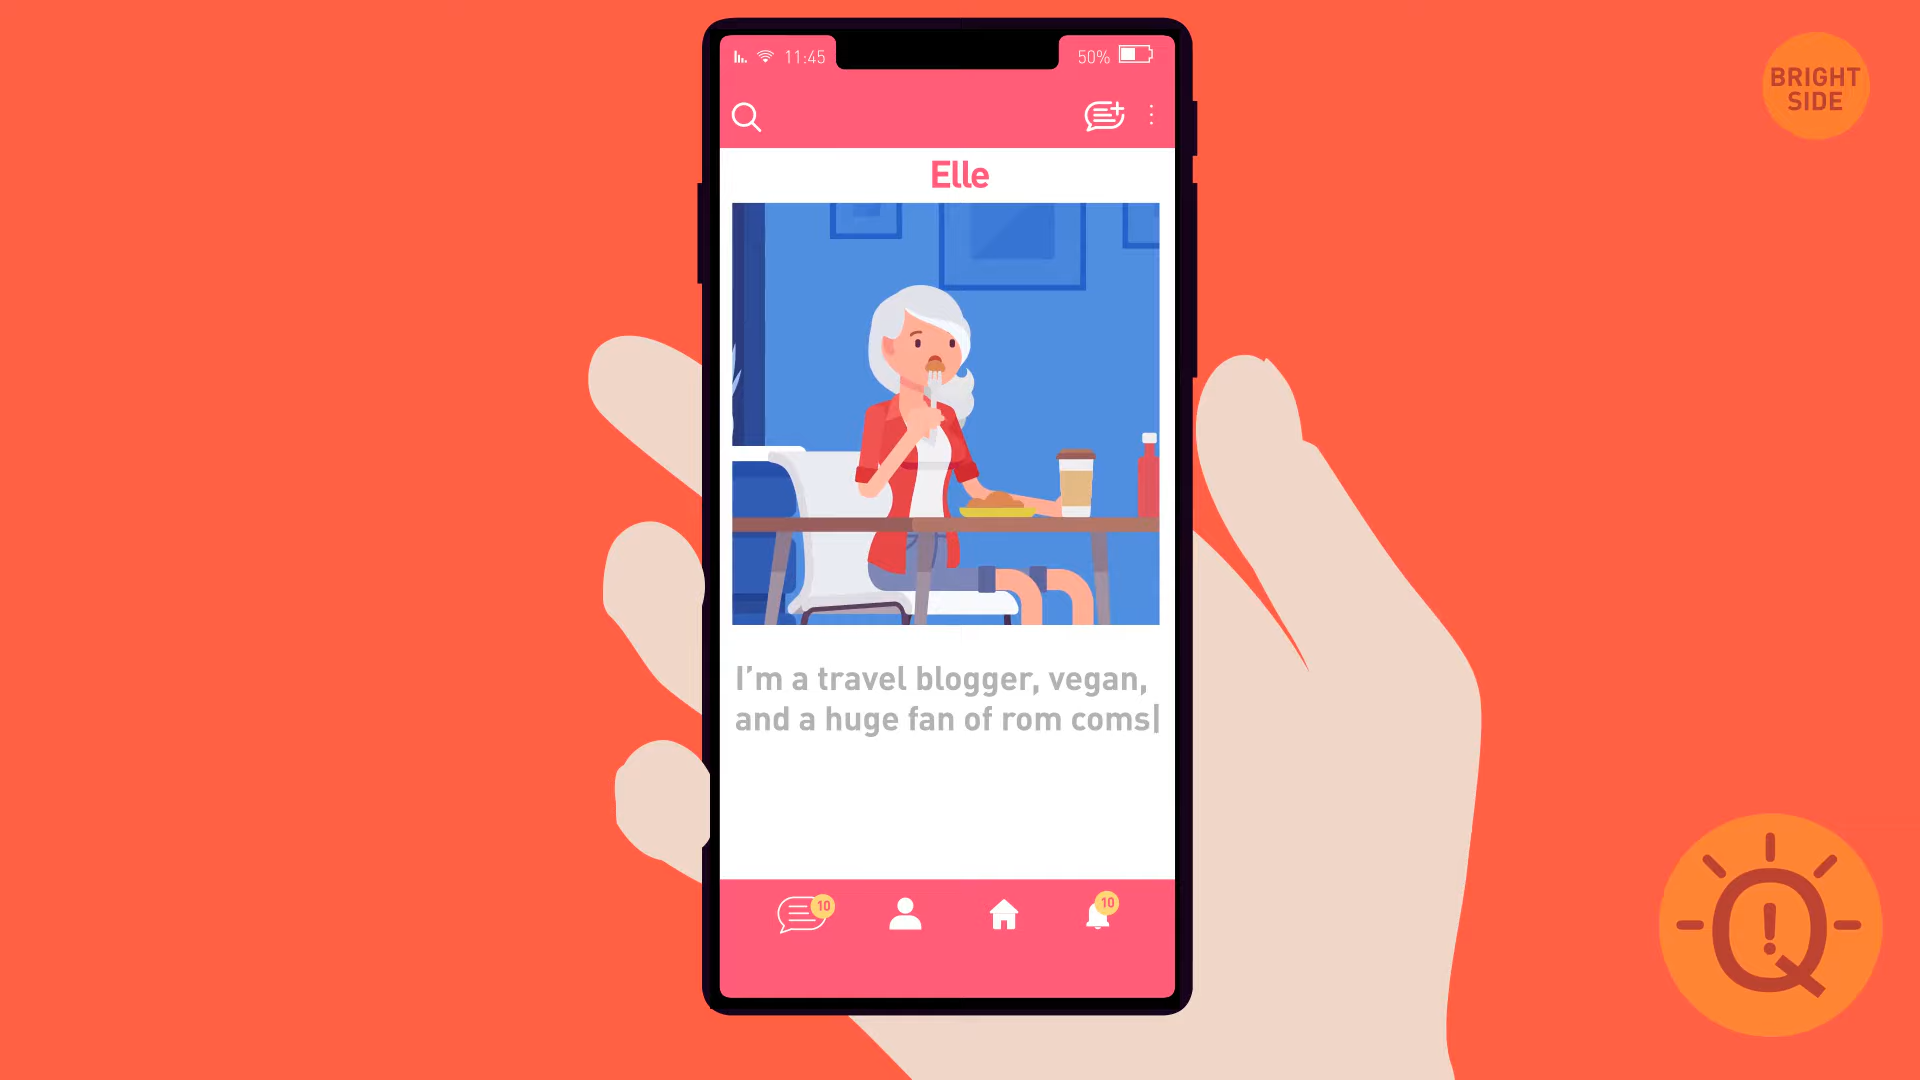 11:45
50%
BRIGHT
SIDE
Elle
I'm a travel blogger, vegan,
and a huge fan of rom coms
10
10
Q!